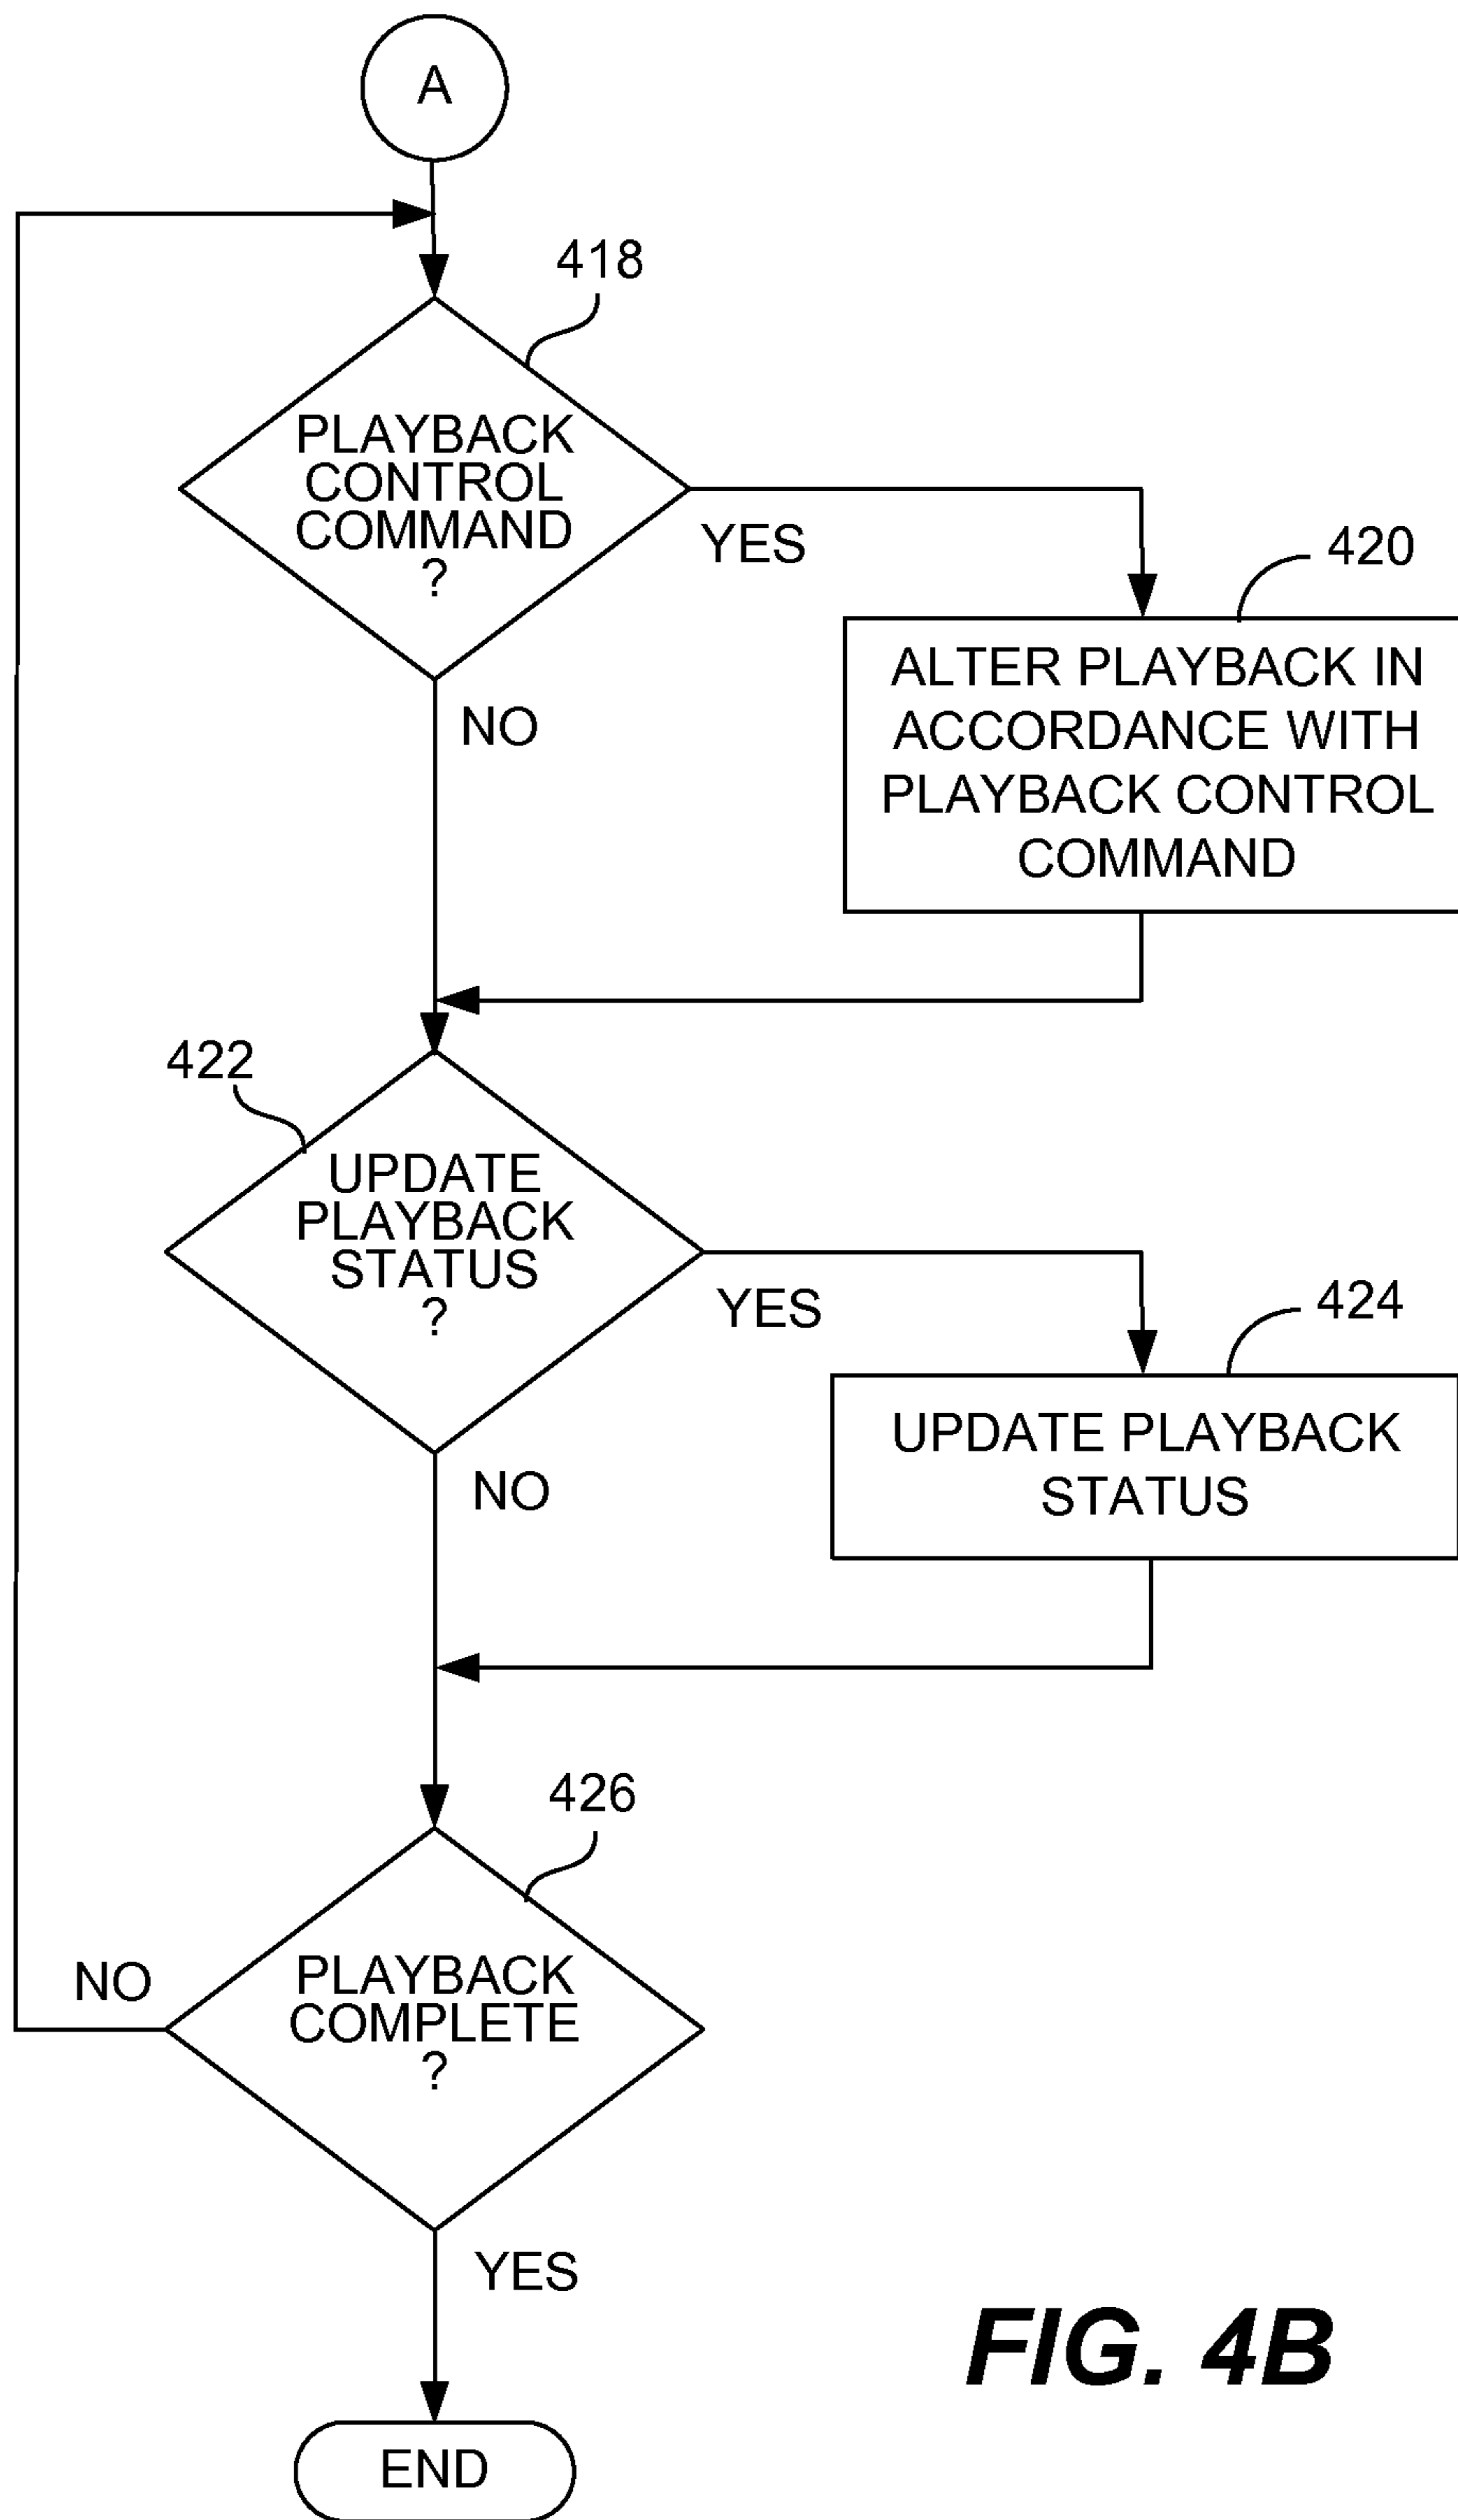 A
418
PLAYBACK
CONTROL
COMMAND
?
YES
420
ALTER PLAYBACK IN
ACCORDANCE WITH
PLAYBACK CONTROL
COMMAND
NO
422
UPDATE
PLAYBACK
STATUS
?
YES
424
UPDATE PLAYBACK
STATUS
NO
426
PLAYBACK
COMPLETE
?
NO
YES
FIG. 4B
END